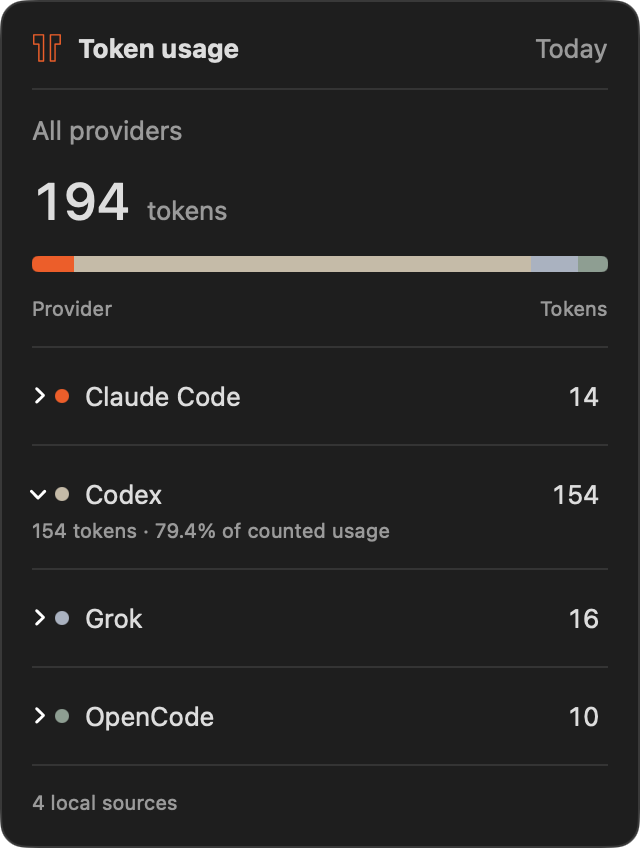 Token usage
Today
All providers
194 tokens
Provider
Tokens
Claude Code
14
Codex
154
154 tokens · 79.4% of counted usage
Grok
16
OpenCode
10
4 local sources